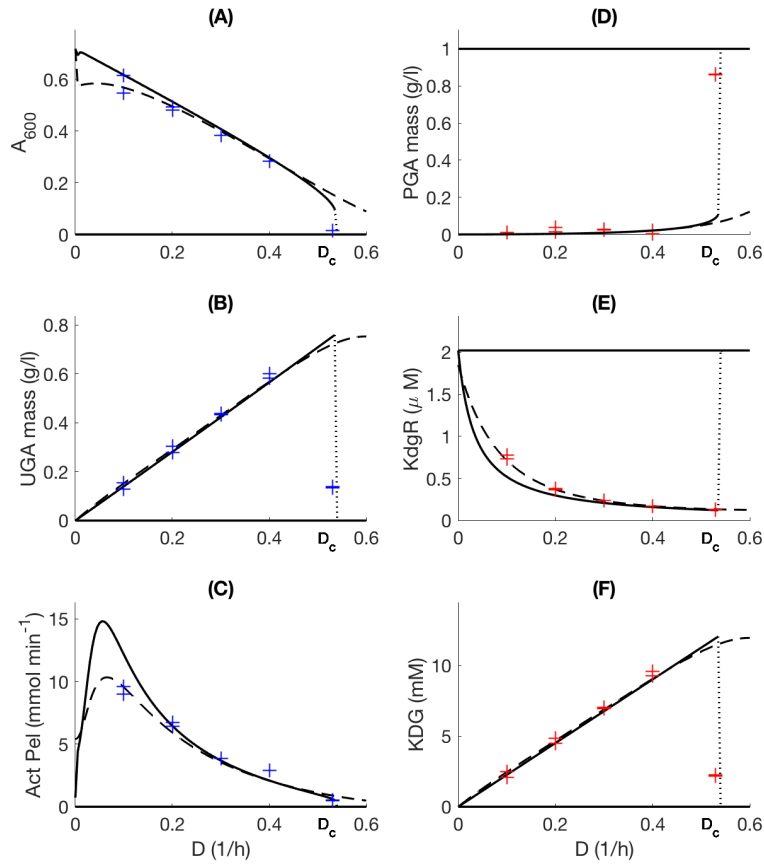 (A)
A600
0.6
0.4
0.2
0
0 0.2 0.4 Dc 0.6
(D)
PGA mass (g/l)
1
0.8
0.6
0.4
0.2
0
0 0.2 0.4 Dc 0.6
(B)
UGA mass (g/l)
0.8
0.6
0.4
0.2
0
0 0.2 0.4 Dc 0.6
(E)
KdgR (μ M)
2
1.5
1
0.5
0
0 0.2 0.4 Dc 0.6
(C)
Act Pel (mmol min-1)
15
10
5
0
0 0.2 0.4 Dc 0.6
D (1/h)
(F)
KDG (mM)
10
5
0
0 0.2 0.4 Dc 0.6
D (1/h)